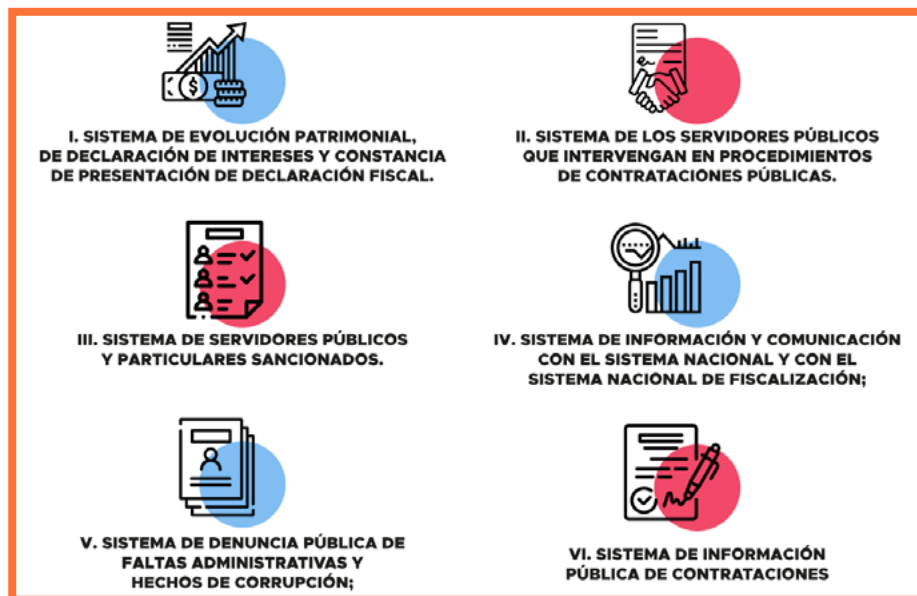 I. SISTEMA DE EVOLUCIÓN PATRIMONIAL,
DE DECLARACIÓN DE INTERESES Y CONSTANCIA
DE PRESENTACIÓN DE DECLARACIÓN FISCAL.
II. SISTEMA DE LOS SERVIDORES PÚBLICOS
QUE INTERVENGAN EN PROCEDIMIENTOS
DE CONTRATACIONES PÚBLICAS.
III. SISTEMA DE SERVIDORES PÚBLICOS
Y PARTICULARES SANCIONADOS.
IV. SISTEMA DE INFORMACIÓN Y COMUNICACIÓN
CON EL SISTEMA NACIONAL Y CON EL
SISTEMA NACIONAL DE FISCALIZACIÓN;
V. SISTEMA DE DENUNCIA PÚBLICA DE
FALTAS ADMINISTRATIVAS Y
HECHOS DE CORRUPCIÓN;
VI. SISTEMA DE INFORMACIÓN
PÚBLICA DE CONTRATACIONES